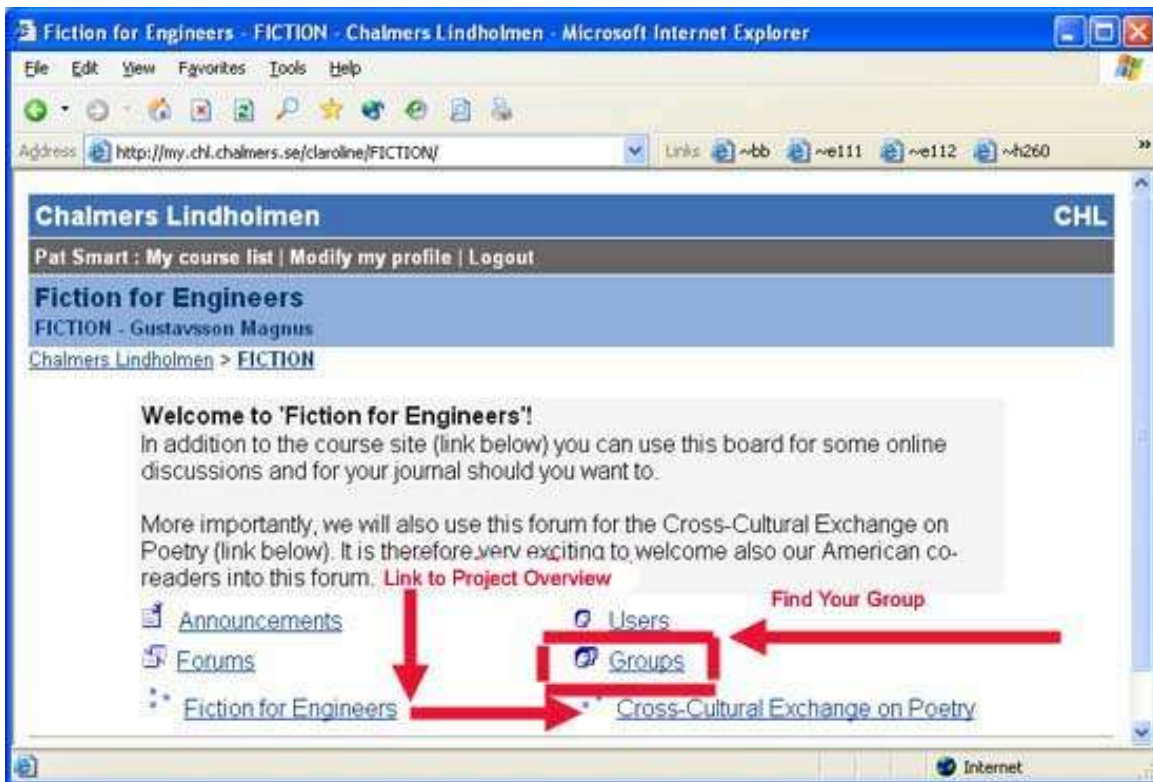 Fiction for Engineers - FICTION - Chalmers Lindholmen - Microsoft Internet Explorer
File Edit View Favorites Tools Help
Address http://my.chl.chalmers.se/claroline/FICTION/ Links ~bb ~e111 ~e112 ~h260 »
Chalmers Lindholmen CHL
Pat Smart : My course list | Modify my profile | Logout
Fiction for Engineers
FICTION - Gustavsson Magnus
Chalmers Lindholmen > FICTION
Welcome to 'Fiction for Engineers'!
In addition to the course site (link below) you can use this board for some online
discussions and for your journal should you want to.
More importantly, we will also use this forum for the Cross-Cultural Exchange on
Poetry (link below). It is therefore very exciting to welcome also our American co-
readers into this forum. Link to Project Overview
Find Your Group
Announcements Users
Forums Groups
Fiction for Engineers Cross-Cultural Exchange on Poetry
Internet